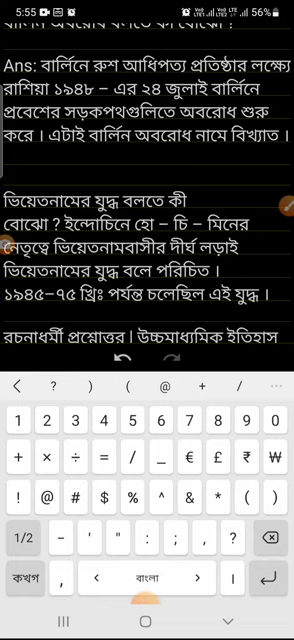 5:55
56%
বার্লিন অবরোধ বলতে কী বোঝো ?
Ans: বার্লিনে রুশ আধিপত্য প্রতিষ্ঠার লক্ষ্যে
রাশিয়া ১৯৪৮ – এর ২৪ জুলাই বার্লিনে
প্রবেশের সড়কপথগুলিতে অবরোধ শুরু
করে । এটাই বার্লিন অবরোধ নামে বিখ্যাত ।
ভিয়েতনামের যুদ্ধ বলতে কী
বোঝো ? ইন্দোচিনে হো – চি – মিনের
নেতৃত্বে ভিয়েতনামবাসীর দীর্ঘ লড়াই
ভিয়েতনামের যুদ্ধ বলে পরিচিত ।
১৯৪৫–৭৫ খ্রিঃ পর্যন্ত চলেছিল এই যুদ্ধ ।
রচনাধর্মী প্রশ্নোত্তর | উচ্চমাধ্যমিক ইতিহাস
? ) ( @ + / ...
1 2 3 4 5 6 7 8 9 0
+ × ÷ = / _ € £ ₹ ₩
! @ # $ % ^ & * ( )
1/2 - ' " : ; , ?
কখগ , < বাংলা > ।